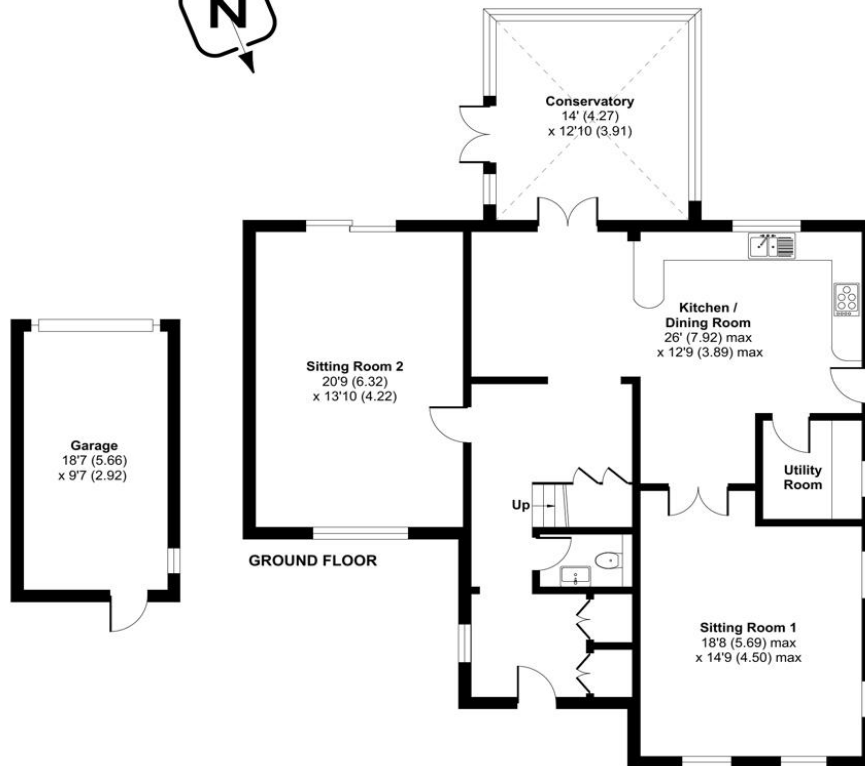 N
Conservatory
14' (4.27)
x 12'10 (3.91)
Kitchen /
Dining Room
26' (7.92) max
x 12'9 (3.89) max
Sitting Room 2
20'9 (6.32)
x 13'10 (4.22)
Garage
18'7 (5.66)
x 9'7 (2.92)
Utility
Room
Up
GROUND FLOOR
Sitting Room 1
18'8 (5.69) max
x 14'9 (4.50) max